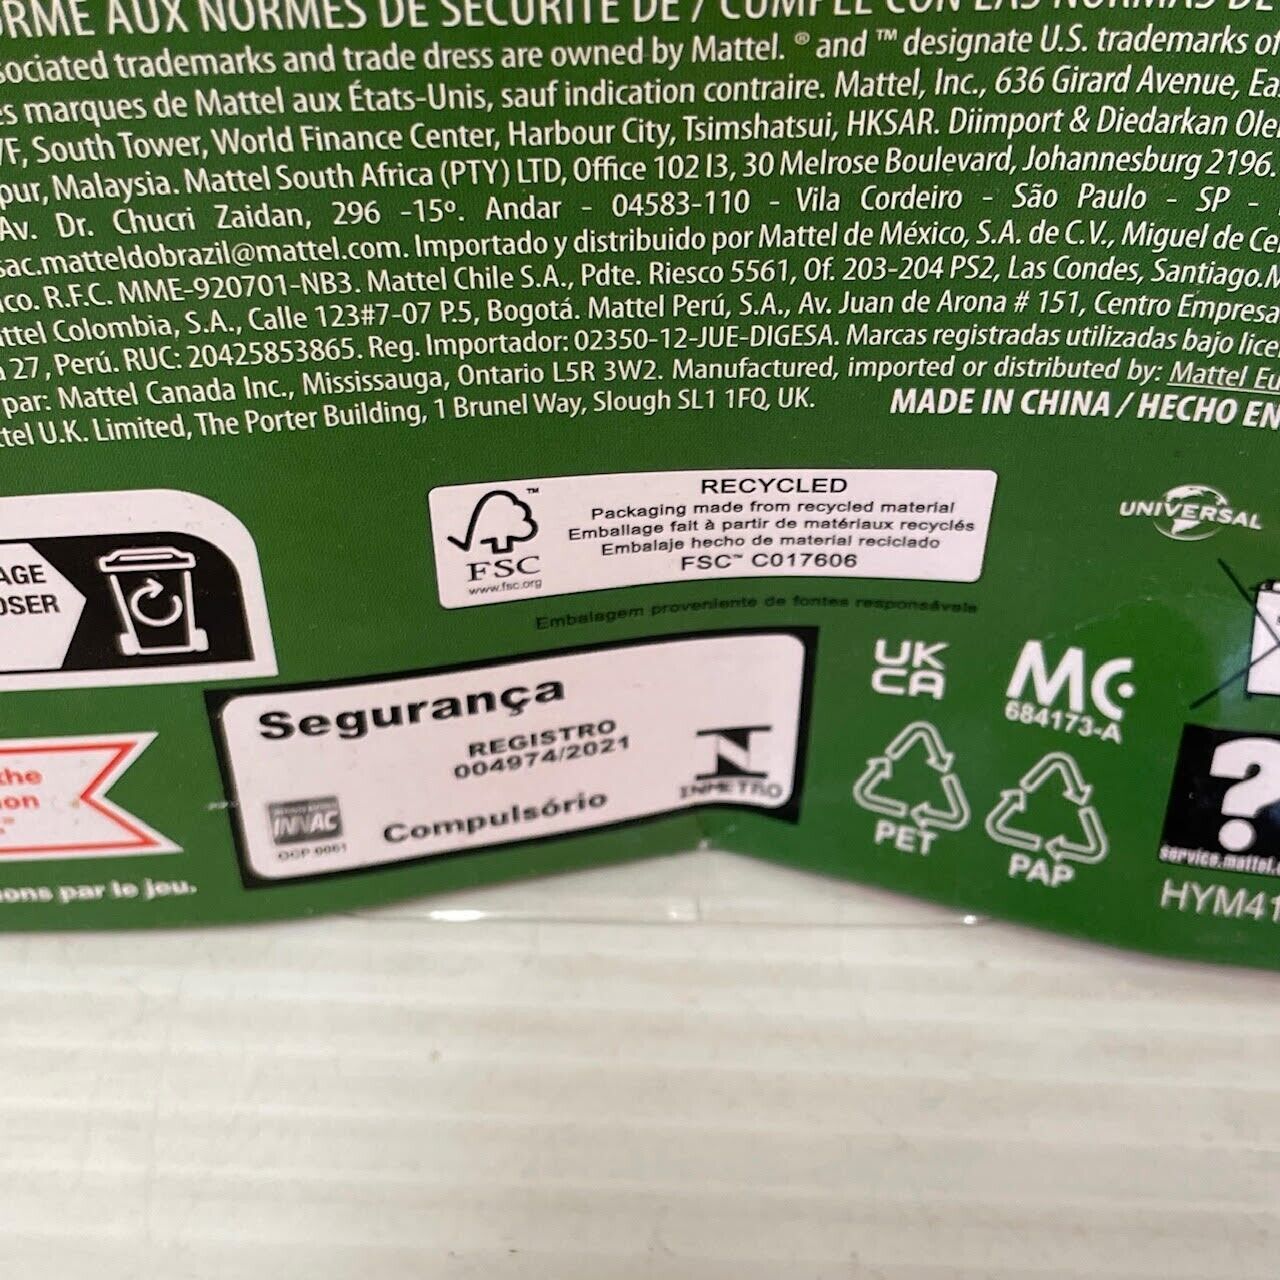 ORME AUX NORMES DE SÉCURITÉ DE / CUMPLE CON LAS NORMAS DE
sociated trademarks and trade dress are owned by Mattel. ® and ™ designate U.S. trademarks of
es marques de Mattel aux États-Unis, sauf indication contraire. Mattel, Inc., 636 Girard Avenue, Ea
/F, South Tower, World Finance Center, Harbour City, Tsimshatsui, HKSAR. Diimport & Diedarkan Ole
pur, Malaysia. Mattel South Africa (PTY) LTD, Office 102 I3, 30 Melrose Boulevard, Johannesburg 2196.
Av. Dr. Chucri Zaidan, 296 -15º. Andar - 04583-110 - Vila Cordeiro - São Paulo - SP -
sac.matteldobrazil@mattel.com. Importado y distribuido por Mattel de México, S.A. de C.V., Miguel de Ce
co. R.F.C. MME-920701-NB3. Mattel Chile S.A., Pdte. Riesco 5561, Of. 203-204 PS2, Las Condes, Santiago.M
ttel Colombia, S.A., Calle 123#7-07 P.5, Bogotá. Mattel Perú, S.A., Av. Juan de Arona # 151, Centro Empresa
27, Perú. RUC: 20425853865. Reg. Importador: 02350-12-JUE-DIGESA. Marcas registradas utilizadas bajo lice
par: Mattel Canada Inc., Mississauga, Ontario L5R 3W2. Manufactured, imported or distributed by: Mattel Eu
tel U.K. Limited, The Porter Building, 1 Brunel Way, Slough SL1 1FQ, UK.
MADE IN CHINA / HECHO EN
AGE
OSER
™
FSC
www.fsc.org
RECYCLED
Packaging made from recycled material
Emballage fait à partir de matériaux recyclés
Embalaje hecho de material reciclado
FSC™ C017606
Embalagem proveniente de fontes responsáveis
UNIVERSAL
the
on
ons par le jeu.
Segurança
REGISTRO
004974/2021
Compulsório
INNAC
OCP 0061
INMETRO
UK
CA
MC
684173-A
PET
PAP
?
service.mattel.
HYM41